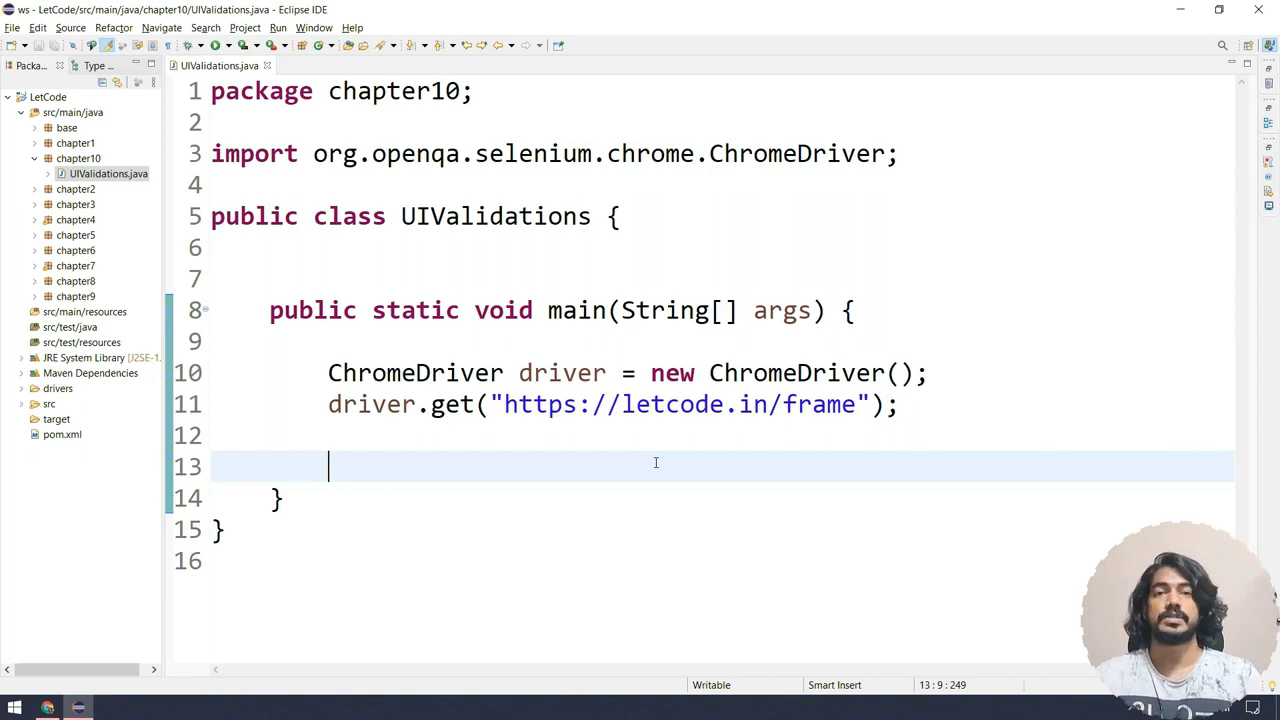 ws - LetCode/src/main/java/chapter10/UIValidations.java - Eclipse IDE
File Edit Source Refactor Navigate Search Project Run Window Help
Packa... Type ...
UIValidations.java
LetCode
src/main/java
base
chapter1
chapter10
UIValidations.java
chapter2
chapter3
chapter4
chapter5
chapter6
chapter7
chapter8
chapter9
src/main/resources
src/test/java
src/test/resources
JRE System Library [J2SE-1.
Maven Dependencies
drivers
src
target
pom.xml
1 package chapter10;
2
3 import org.openqa.selenium.chrome.ChromeDriver;
4
5 public class UIValidations {
6
7
8 public static void main(String[] args) {
9
10 ChromeDriver driver = new ChromeDriver();
11 driver.get("https://letcode.in/frame");
12
13
14 }
15 }
16
Writable Smart Insert 13 : 9 : 249